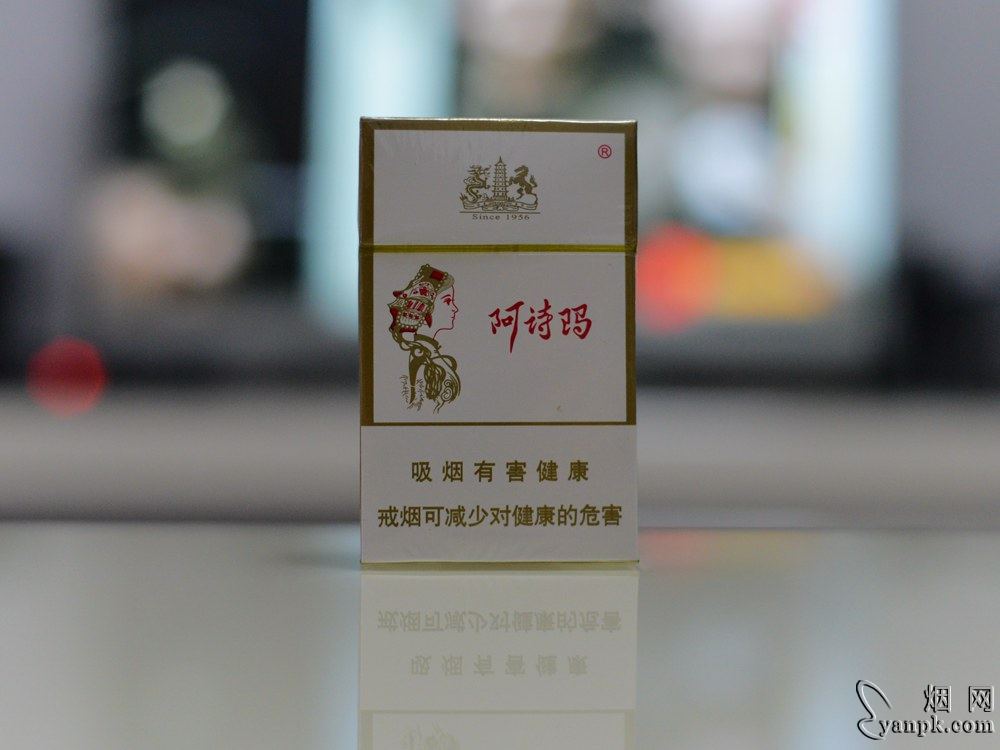 ®
Since 1956
阿诗玛
吸烟有害健康
戒烟可减少对健康的危害
烟网
yanpk.com